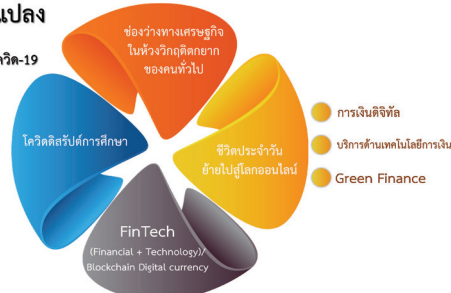 แปลง
วิด-19
ช่องว่างทางเศรษฐกิจ
ในห้วงวิกฤติตกยาก
ของคนทั่วไป
โควิดดิสรัปต์การศึกษา
ชีวิตประจำวัน
ย้ายไปสู่โลกออนไลน์
การเงินดิจิทัล
บริการด้านเทคโนโลยีการเงิน
Green Finance
FinTech
(Financial + Technology)/
Blockchain Digital currency